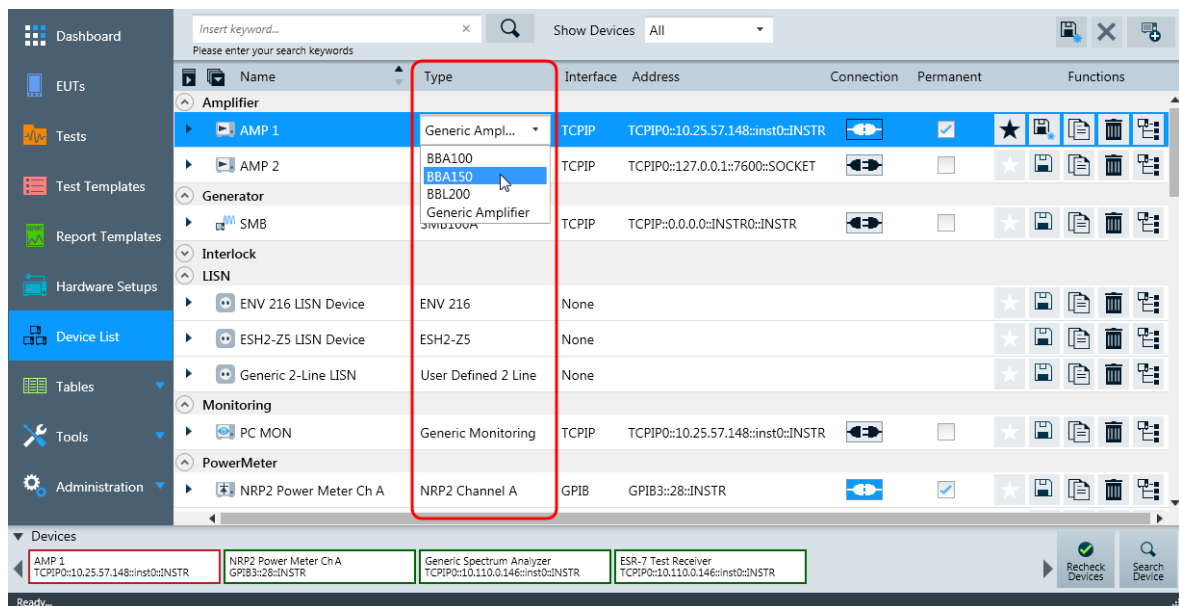 Dashboard
EUTs
Tests
Test Templates
REPORT
Report Templates
Hardware Setups
Device List
Tables
Tools
Administration
Insert keyword...
Please enter your search keywords
Show Devices All
Name Type Interface Address Connection Permanent Functions
Amplifier
AMP 1 Generic Ampl... TCPIP TCPIP0::10.25.57.148::inst0::INSTR
BBA100
BBA150
BBL200
Generic Amplifier
AMP 2 TCPIP TCPIP0::127.0.0.1::7600::SOCKET
Generator
SMB SMB100A TCPIP TCPIP::0.0.0.0::INSTR0::INSTR
Interlock
LISN
ENV 216 LISN Device ENV 216 None
ESH2-Z5 LISN Device ESH2-Z5 None
Generic 2-Line LISN User Defined 2 Line None
Monitoring
PC MON Generic Monitoring TCPIP TCPIP0::10.25.57.148::inst0::INSTR
PowerMeter
NRP2 Power Meter Ch A NRP2 Channel A GPIB GPIB3::28::INSTR
Devices
AMP 1
TCPIP0::10.25.57.148::inst0::INSTR
NRP2 Power Meter Ch A
GPIB3::28::INSTR
Generic Spectrum Analyzer
TCPIP0::10.110.0.146::inst0::INSTR
ESR-7 Test Receiver
TCPIP0::10.110.0.146::inst0::INSTR
Recheck
Devices
Search
Device
Ready...